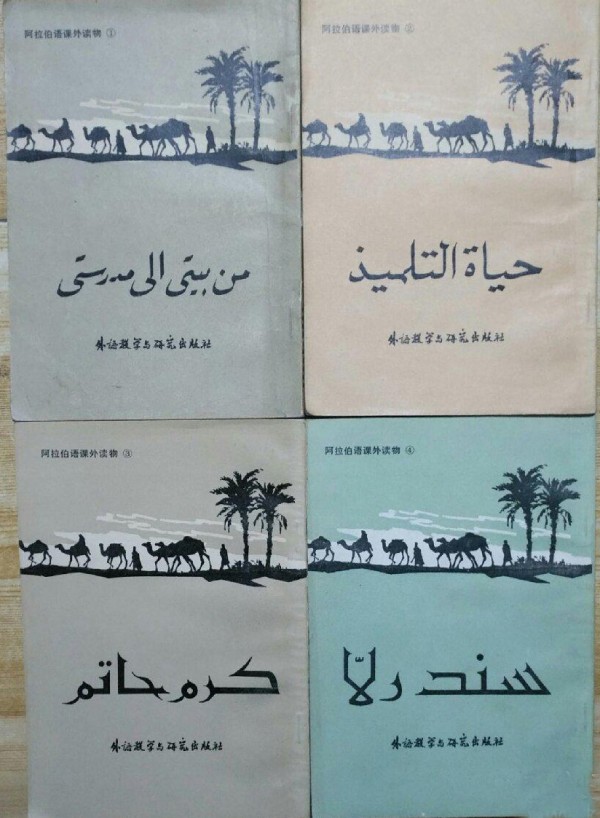 阿拉伯语课外读物 ①
من بيتى الى مدرستى
外语教学与研究出版社
阿拉伯语课外读物 ②
حياة التلميذ
外语教学与研究出版社
阿拉伯语课外读物 ③
كرم حاتم
外语教学与研究出版社
阿拉伯语课外读物 ④
سندرلاّ
外语教学与研究出版社